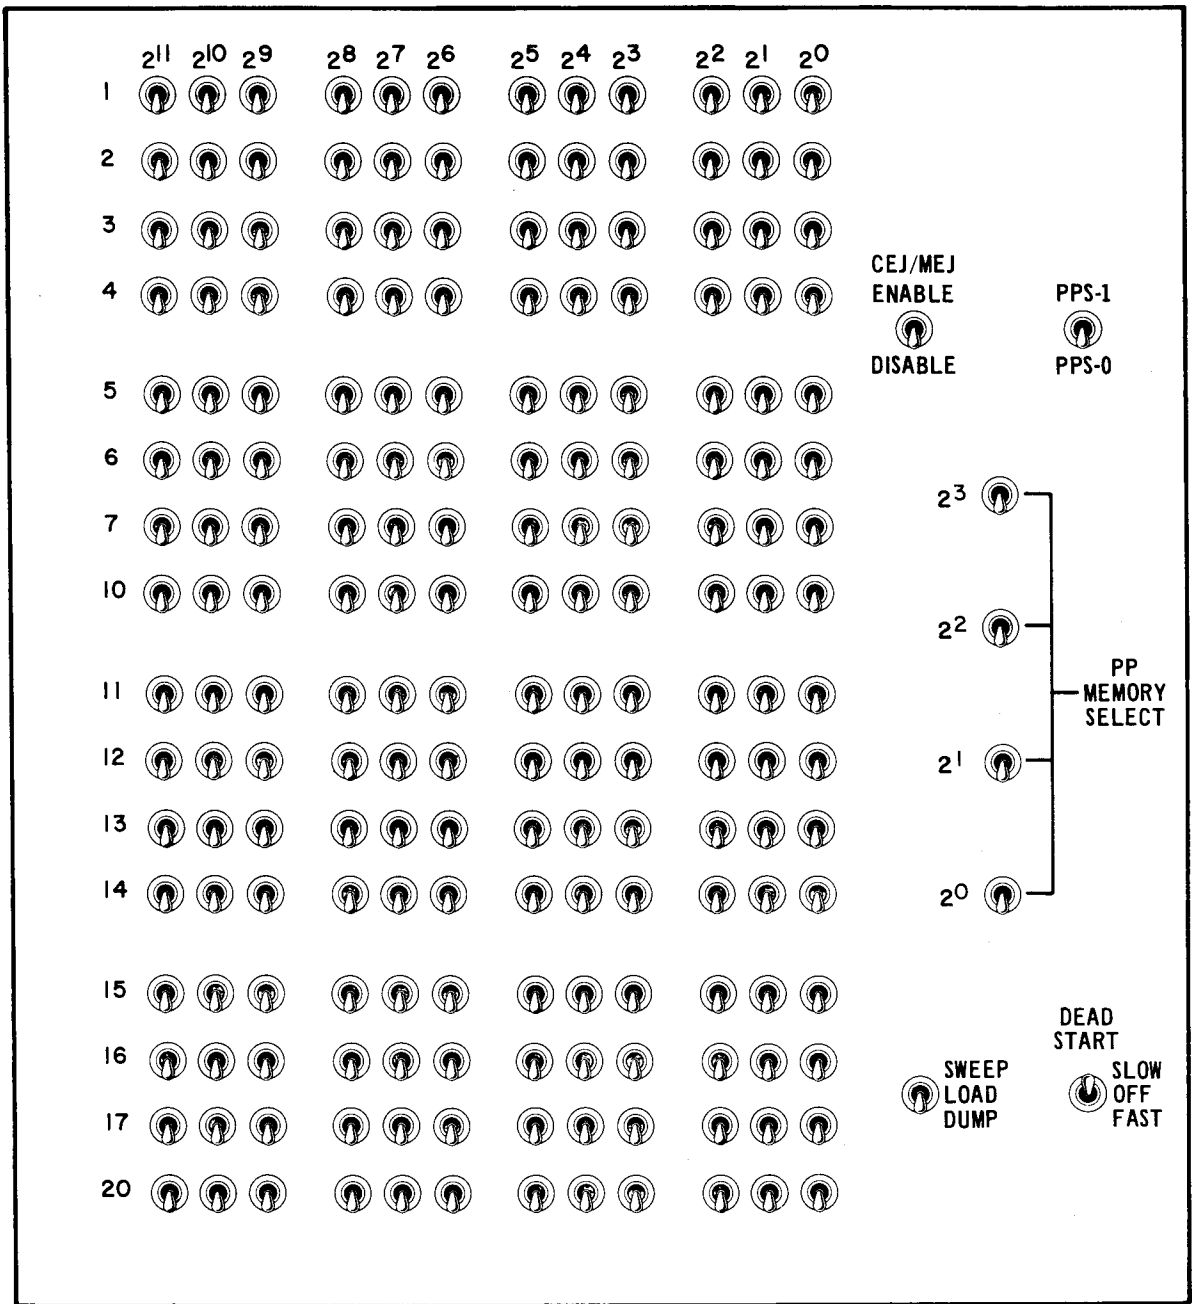 2¹¹ 2¹⁰ 2⁹ 2⁸ 2⁷ 2⁶ 2⁵ 2⁴ 2³ 2² 2¹ 2⁰
1
2
3
4
5
6
7
10
11
12
13
14
15
16
17
20
CEJ/MEJ
ENABLE
DISABLE
PPS-1
PPS-0
2³
2²
2¹
2⁰
PP
MEMORY
SELECT
SWEEP
LOAD
DUMP
DEAD
START
SLOW
OFF
FAST